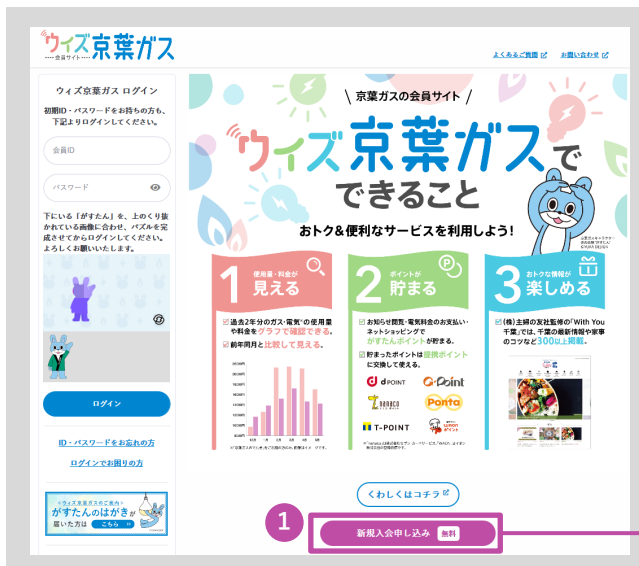 ウィズ京葉ガス
会員サイト
よくあるご質問
お問い合わせ
ウィズ京葉ガス ログイン
初期ID・パスワードをお持ちの方も、
下記よりログインしてください。
会員ID
パスワード
下にいる「がすたん」を、上のくり抜
かれている画像に合わせ、パズルを完
成させてからログインしてください。
よろしくお願いいたします。
ログイン
ID・パスワードをお忘れの方
ログインでお困りの方
ウィズ京葉ガスのご案内
がすたんのはがきが
届いた方は こちら
京葉ガスの会員サイト
ウィズ京葉ガスで
できること
おトク&便利なサービスを利用しよう!
1
使用量・料金が
見える
過去2年分のガス・電気*の使用量
や料金をグラフで確認できる。
前年同月と比較して見える。
2
ポイントが
貯まる
P
お知らせ閲覧・電気料金のお支払い・
ネットショッピングで
がすたんポイントが貯まる。
貯まったポイントは提携ポイント
に交換して使える。
d POINT
G-Point
nanaco
Ponta
T-POINT
WAON
ポイント
3
おトクな情報が
楽しめる
(株)主婦の友社監修の「With You
千葉」では、千葉の最新情報や家事
のコツなど300以上掲載。
くわしくはコチラ
1
新規入会申し込み 無料